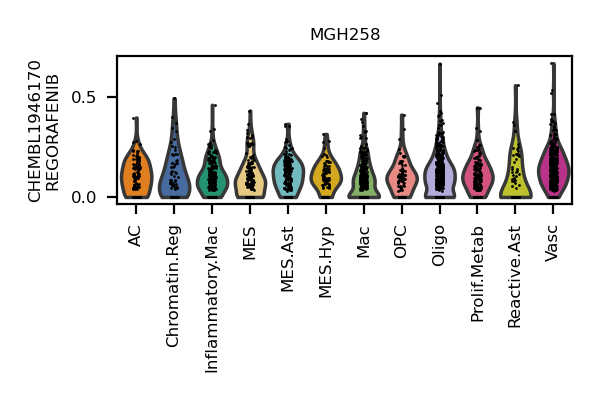 MGH258
CHEMBL1946170
REGORAFENIB
0.5
0.0
AC
Chromatin.Reg
Inflammatory.Mac
MES
MES.Ast
MES.Hyp
Mac
OPC
Oligo
Prolif.Metab
Reactive.Ast
Vasc